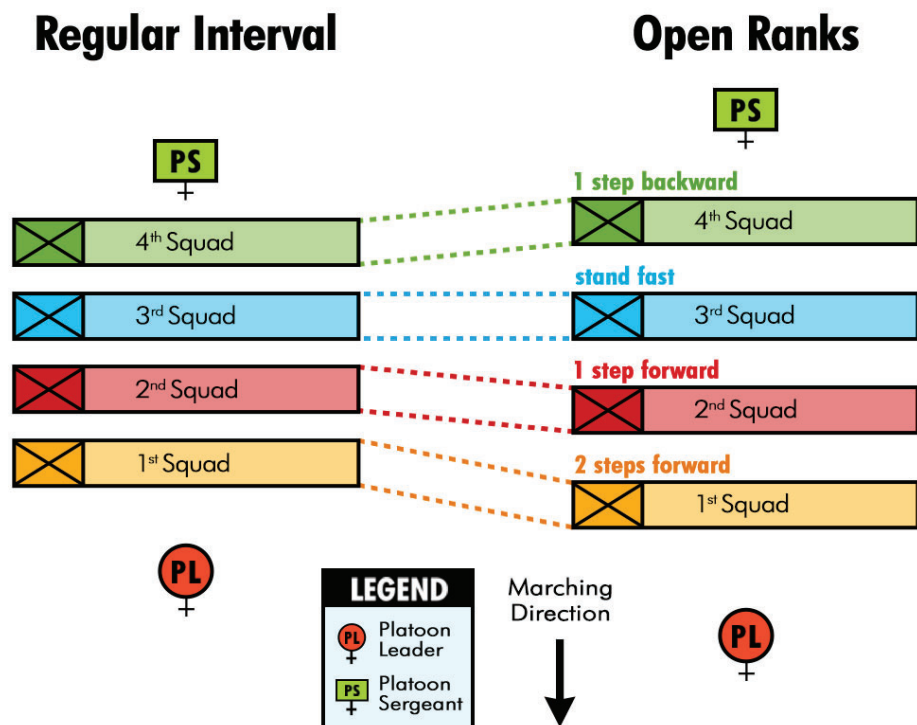 Regular Interval
Open Ranks
PS
4th Squad
3rd Squad
2nd Squad
1st Squad
PL
PS
1 step backward
4th Squad
stand fast
3rd Squad
1 step forward
2nd Squad
2 steps forward
1st Squad
PL
LEGEND
PL Platoon
Leader
PS Platoon
Sergeant
Marching
Direction